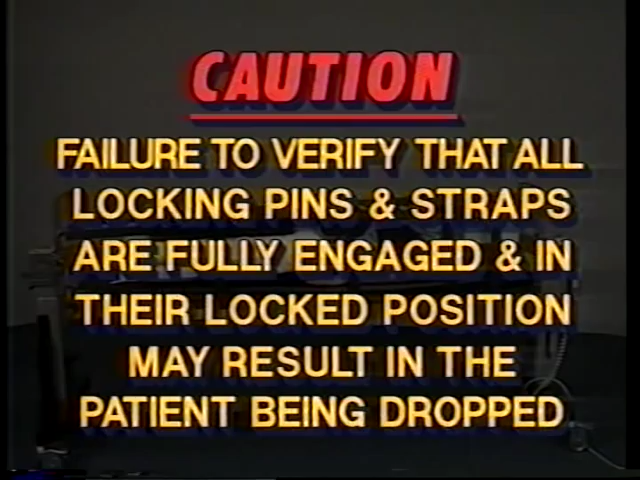 CAUTION
FAILURE TO VERIFY THAT ALL
LOCKING PINS & STRAPS
ARE FULLY ENGAGED & IN
THEIR LOCKED POSITION
MAY RESULT IN THE
PATIENT BEING DROPPED